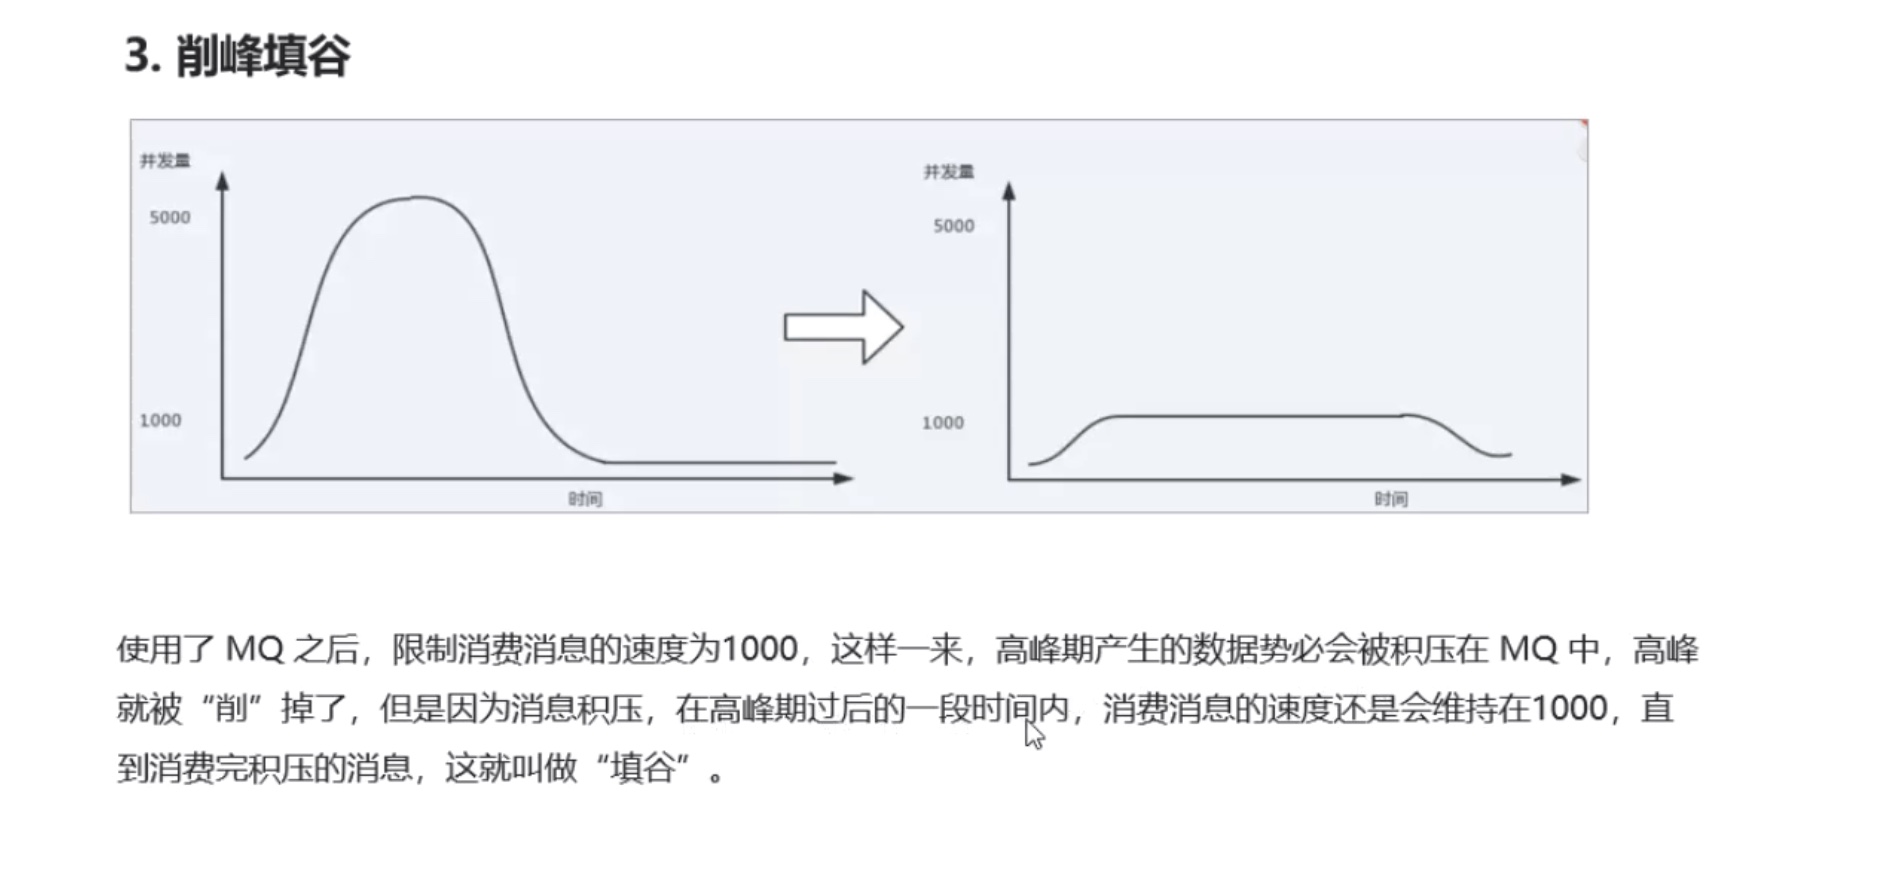 3. 削峰填谷
并发量
5000
1000
时间
并发量
5000
1000
时间
使用了 MQ 之后，限制消费消息的速度为1000，这样一来，高峰期产生的数据势必会被积压在 MQ 中，高峰
就被“削”掉了，但是因为消息积压，在高峰期过后的一段时间内，消费消息的速度还是会维持在1000，直
到消费完积压的消息，这就叫做“填谷”。